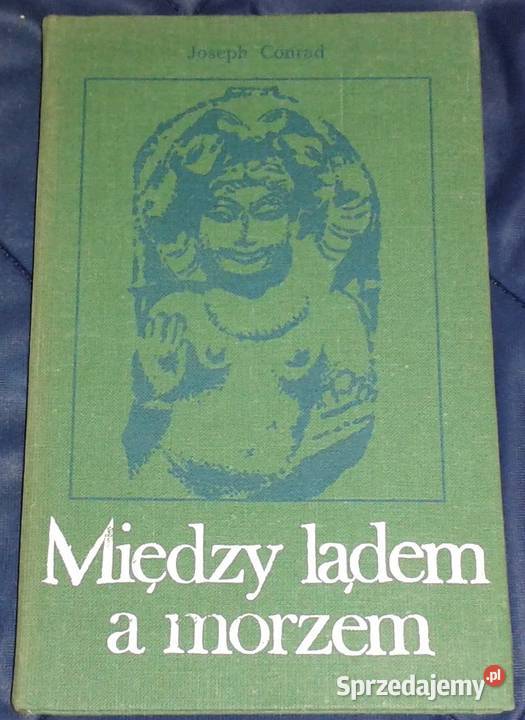 Joseph Conrad
Między lądem
a morzem
Sprzedajemy.pl